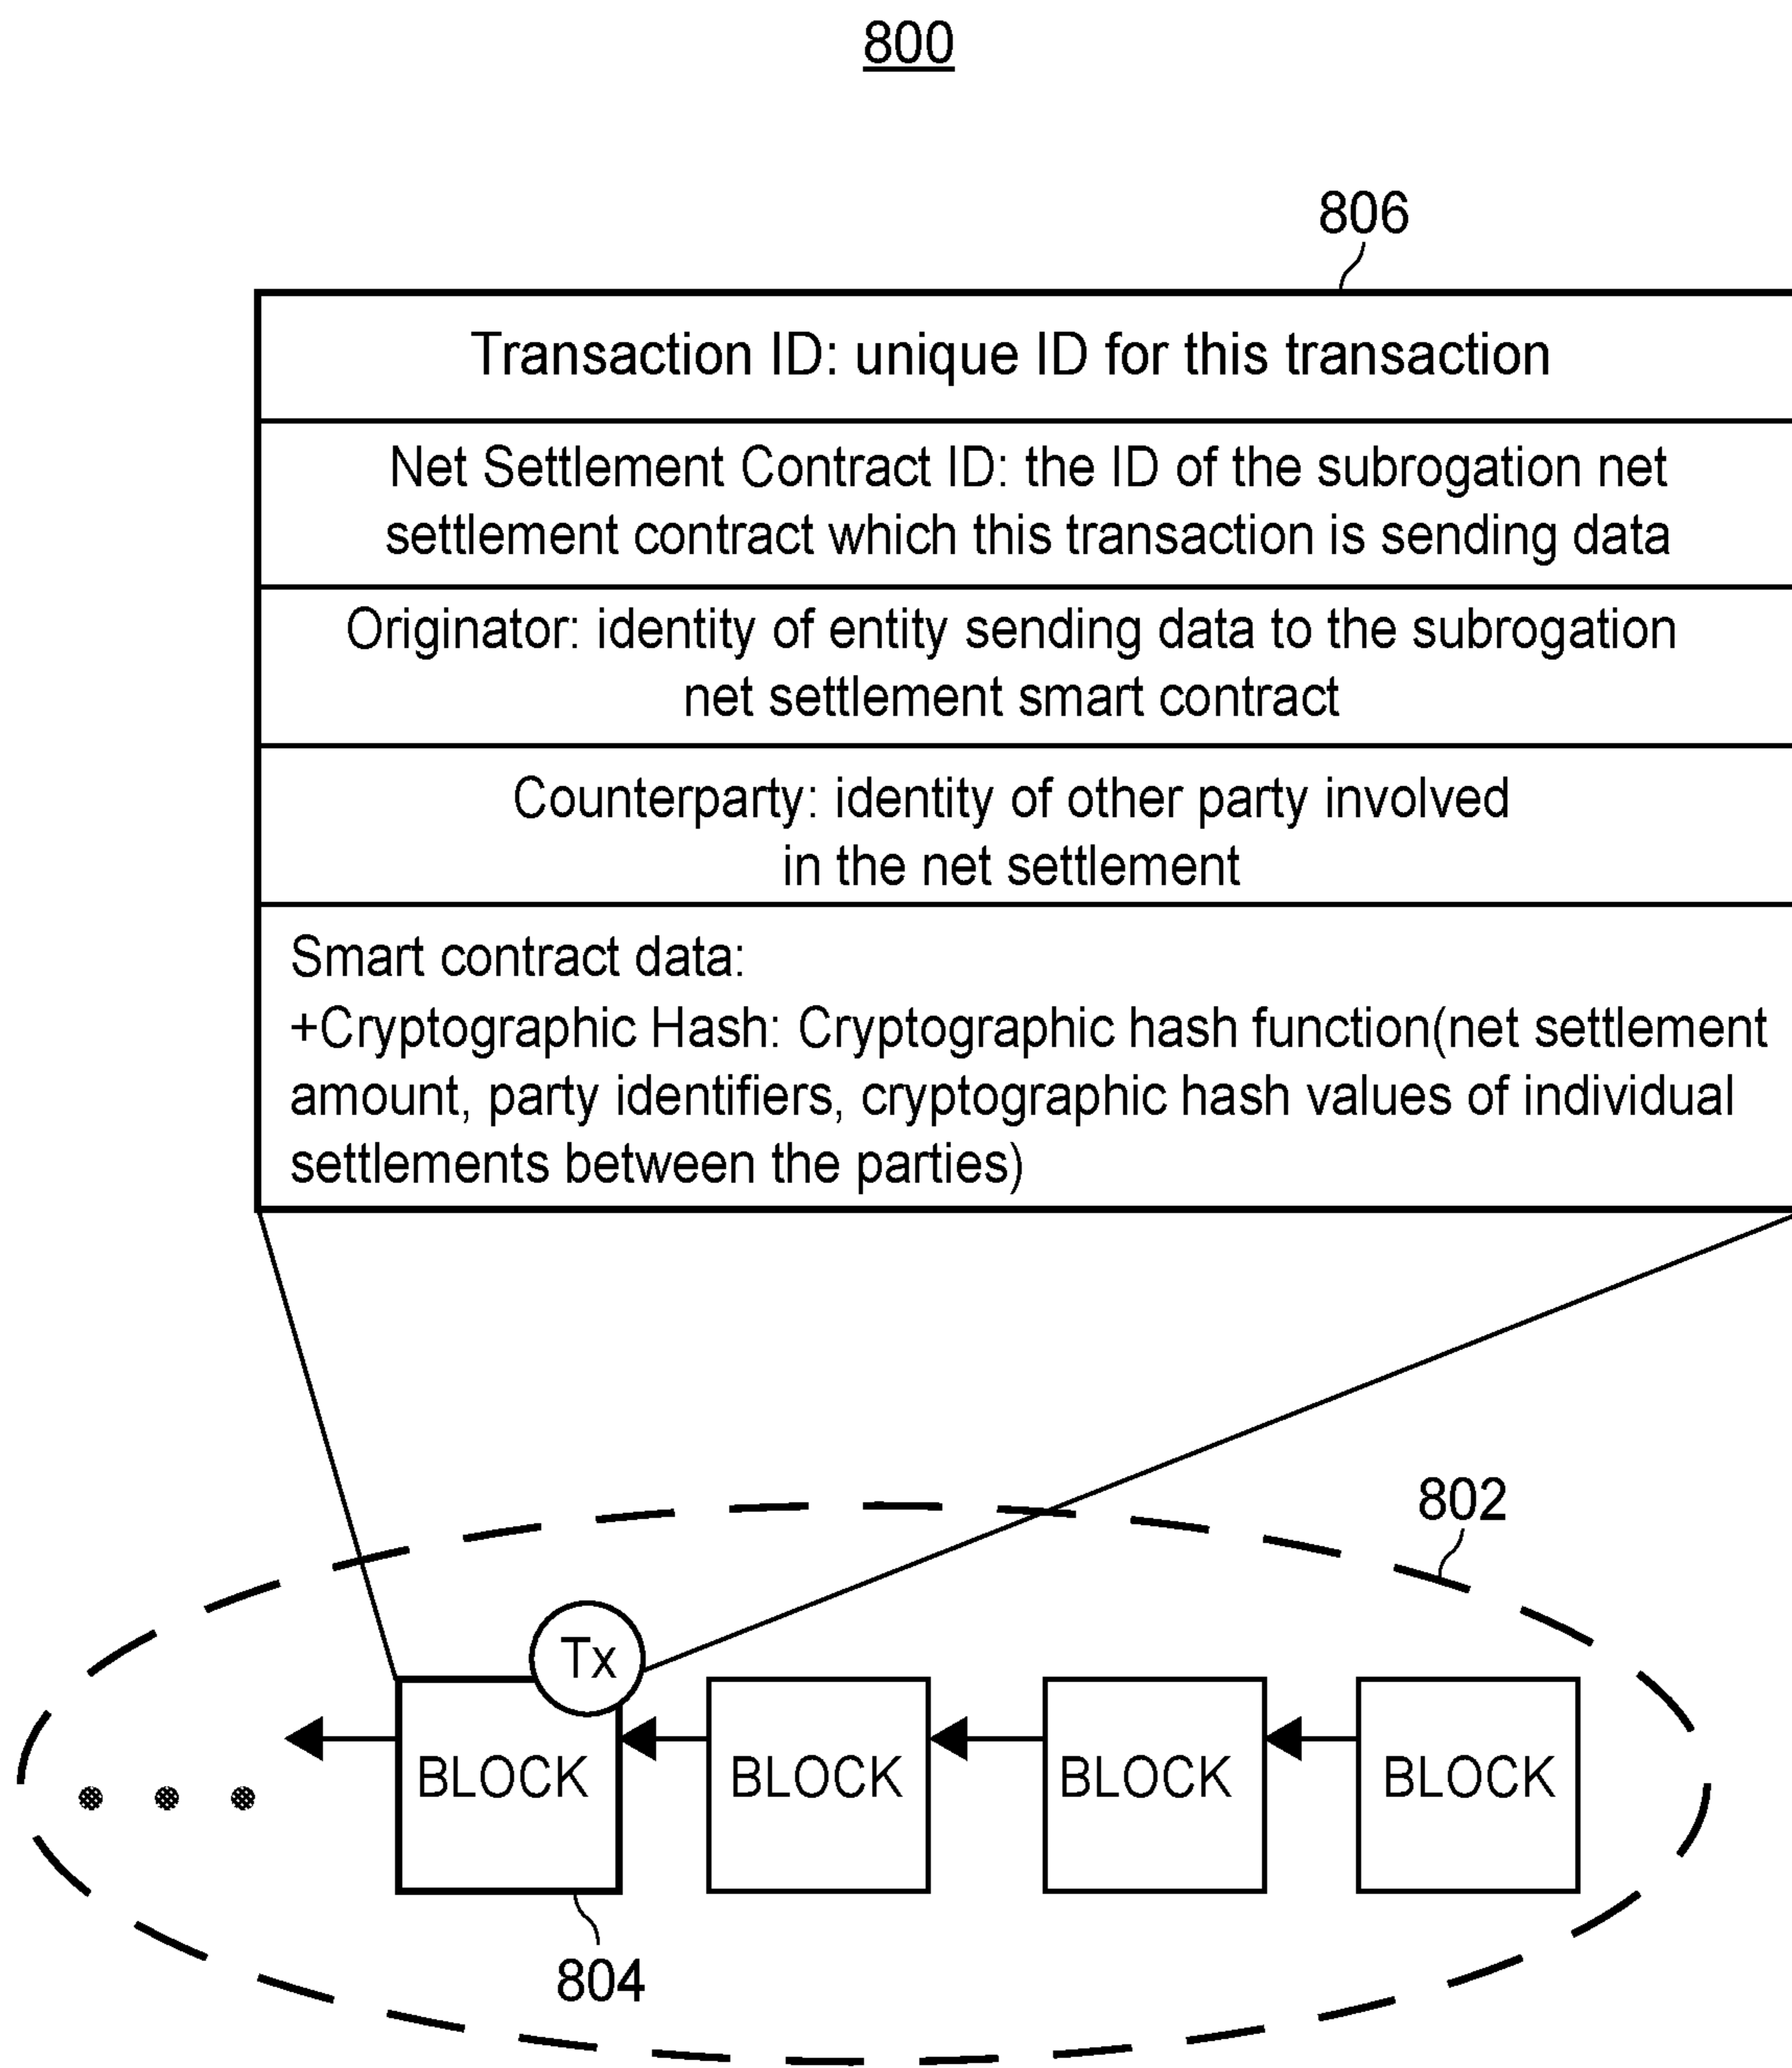 800
806
Transaction ID: unique ID for this transaction
Net Settlement Contract ID: the ID of the subrogation net
settlement contract which this transaction is sending data
Originator: identity of entity sending data to the subrogation
net settlement smart contract
Counterparty: identity of other party involved
in the net settlement
Smart contract data:
+Cryptographic Hash: Cryptographic hash function(net settlement
amount, party identifiers, cryptographic hash values of individual
settlements between the parties)
802
Tx
BLOCK
BLOCK
BLOCK
BLOCK
804